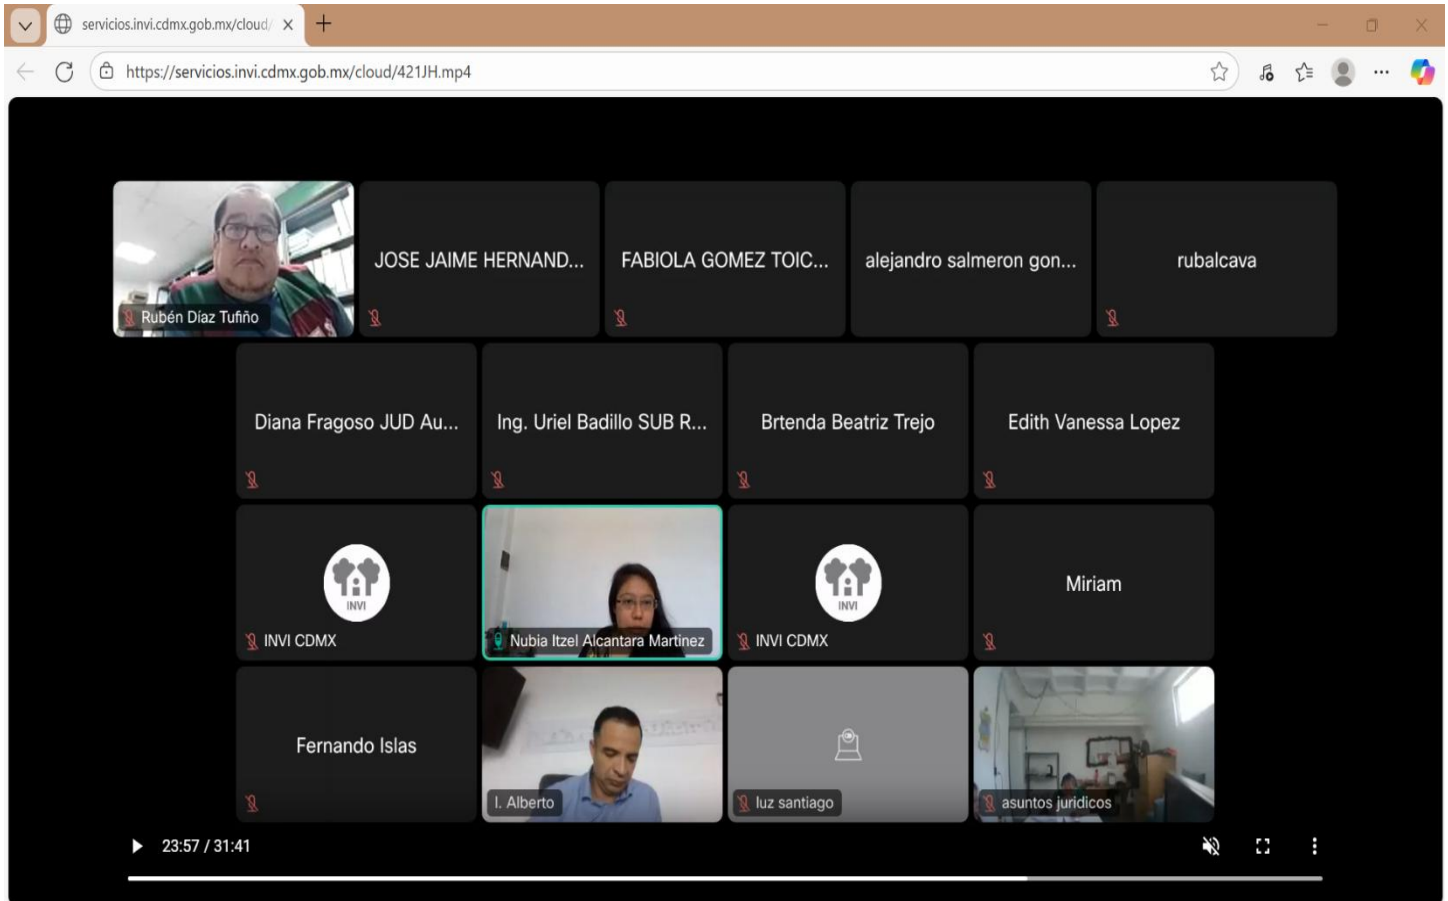 servicios.invi.cdmx.gob.mx/cloud/
https://servicios.invi.cdmx.gob.mx/cloud/421JH.mp4
Rubén Díaz Tufiño
JOSE JAIME HERNAND...
FABIOLA GOMEZ TOIC...
alejandro salmeron gon...
rubalcava
Diana Fragoso JUD Au...
Ing. Uriel Badillo SUB R...
Brtenda Beatriz Trejo
Edith Vanessa Lopez
INVI
INVI CDMX
Nubia Itzel Alcantara Martinez
INVI
INVI CDMX
Miriam
Fernando Islas
I. Alberto
luz santiago
asuntos juridicos
23:57 / 31:41